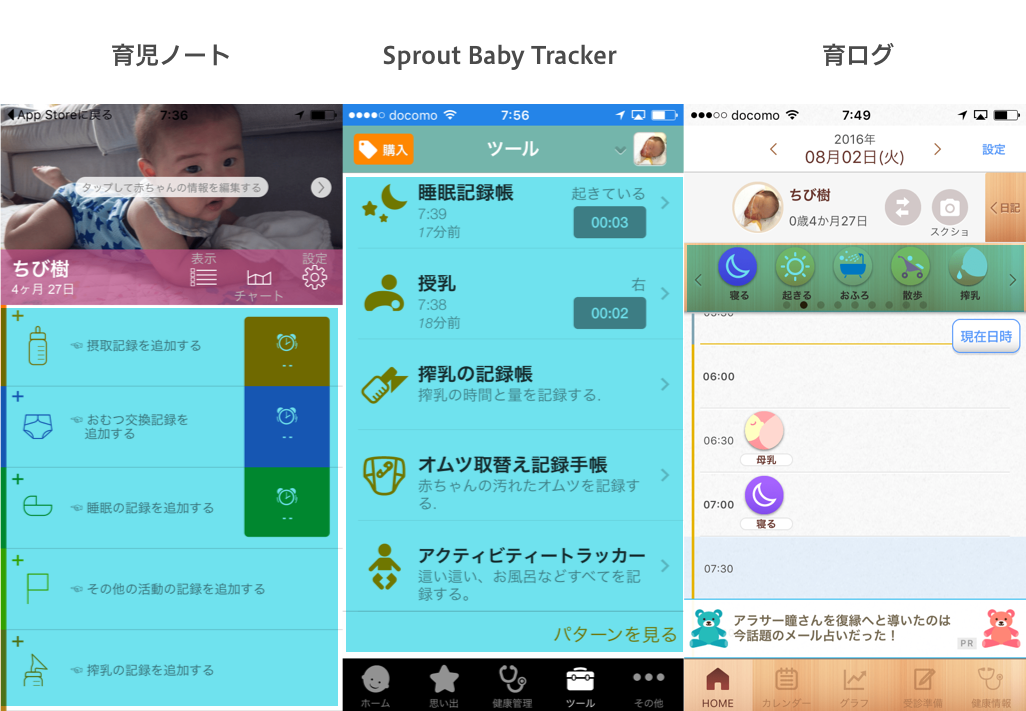 育児ノート
Sprout Baby Tracker
育ログ
App Storeに戻る
7:36
タップして赤ちゃんの情報を編集する
ちび樹
4ヶ月 27日
表示
チャート
設定
摂取記録を追加する
--
おむつ交換記録を
追加する
--
睡眠の記録を追加する
--
その他の活動の記録を追加する
搾乳の記録を追加する
docomo
7:56
購入
ツール
睡眠記録帳
7:39
17分前
起きている
00:03
授乳
7:38
18分前
右
00:02
搾乳の記録帳
搾乳の時間と量を記録する.
オムツ取替え記録手帳
赤ちゃんの汚れたオムツを記録す
る.
アクティビティートラッカー
這い這い、お風呂などすべてを記
録する。
パターンを見る
ホーム
思い出
健康管理
ツール
その他
docomo
7:49
2016年
08月02日(火)
設定
ちび樹
0歳4か月27日
スクショ
日記
寝る
起きる
おふろ
散歩
搾乳
現在日時
06:00
06:30
母乳
07:00
寝る
07:30
アラサー瞳さんを復縁へと導いたのは
今話題のメール占いだった！
PR
HOME
カレンダー
グラフ
受診準備
健康情報